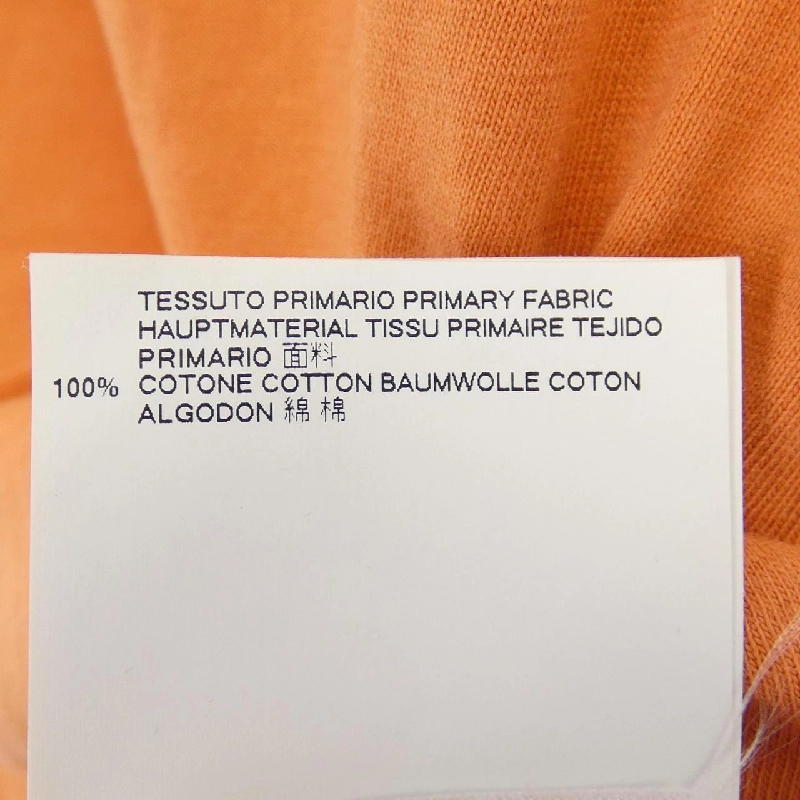 TESSUTO PRIMARIO PRIMARY FABRIC
HAUPTMATERIAL TISSU PRIMAIRE TEJIDO
PRIMARIO 面料
100% COTONE COTTON BAUMWOLLE COTON
ALGODON 綿 棉